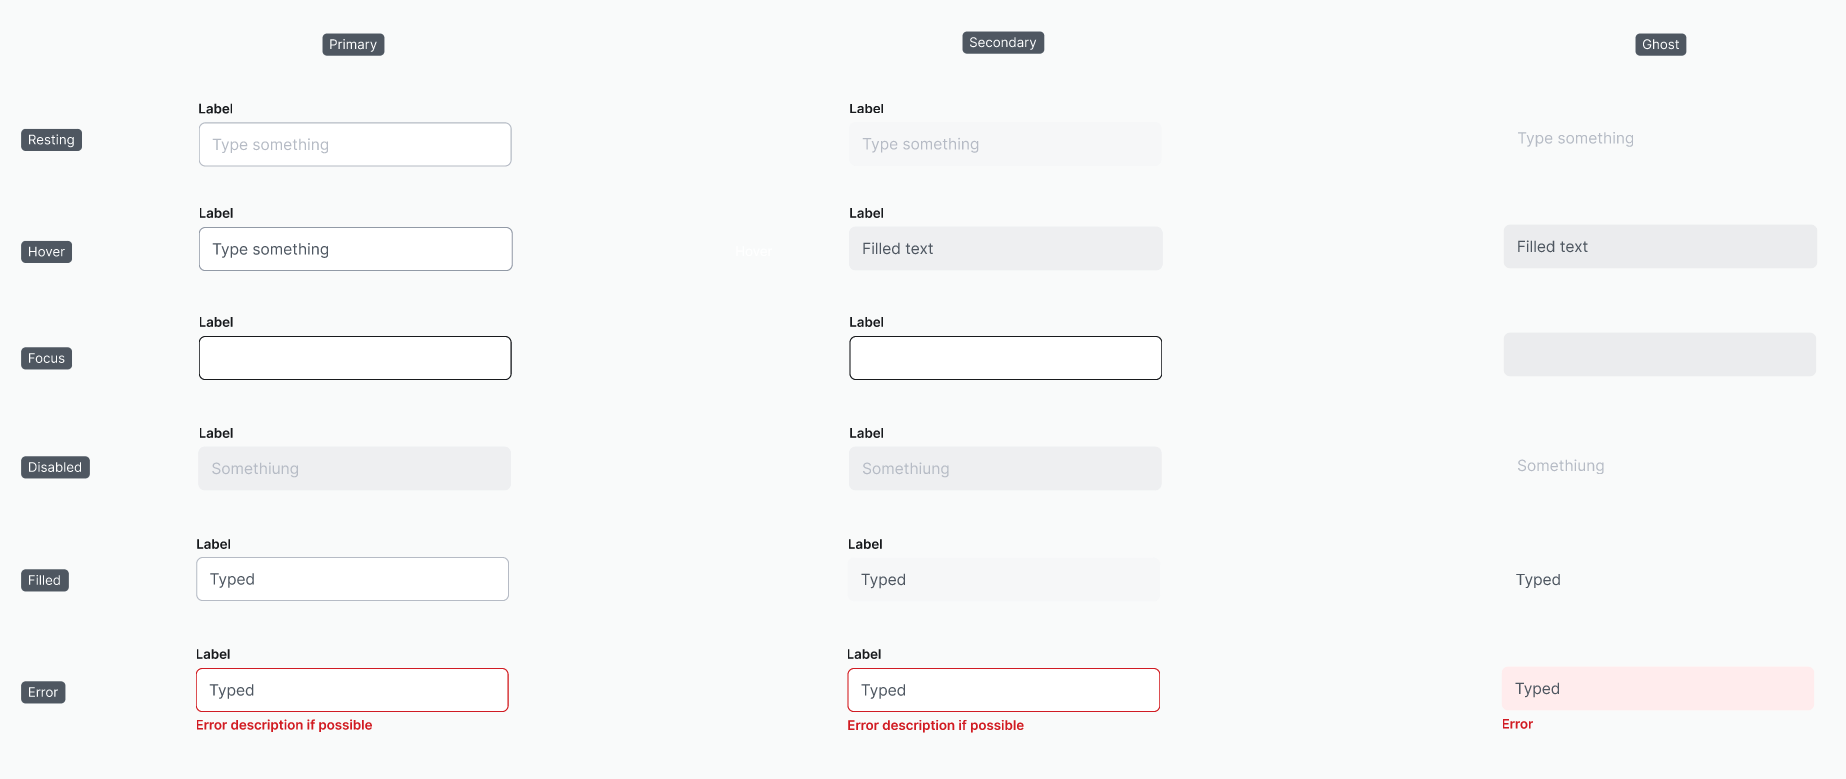 Primary
Secondary
Ghost
Label
Label
Resting
Type something
Type something
Type something
Label
Label
Hover
Type something
Hover
Filled text
Filled text
Label
Label
Focus
Label
Label
Disabled
Somethiung
Somethiung
Somethiung
Label
Label
Filled
Typed
Typed
Typed
Label
Label
Error
Typed
Typed
Typed
Error description if possible
Error description if possible
Error